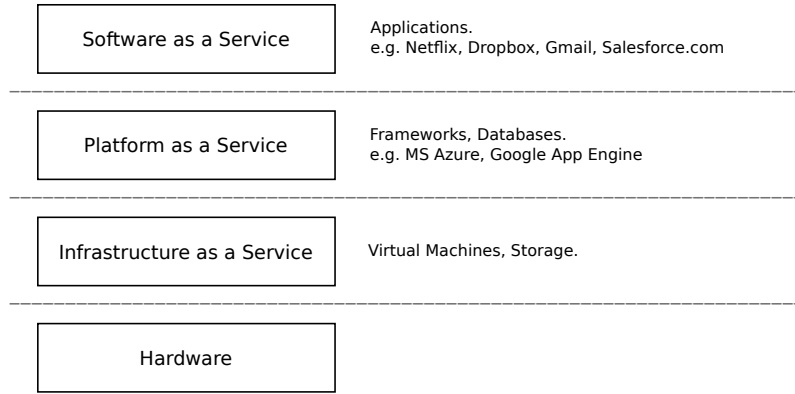 Software as a Service
Applications.
e.g. Netflix, Dropbox, Gmail, Salesforce.com
Platform as a Service
Frameworks, Databases.
e.g. MS Azure, Google App Engine
Infrastructure as a Service
Virtual Machines, Storage.
Hardware